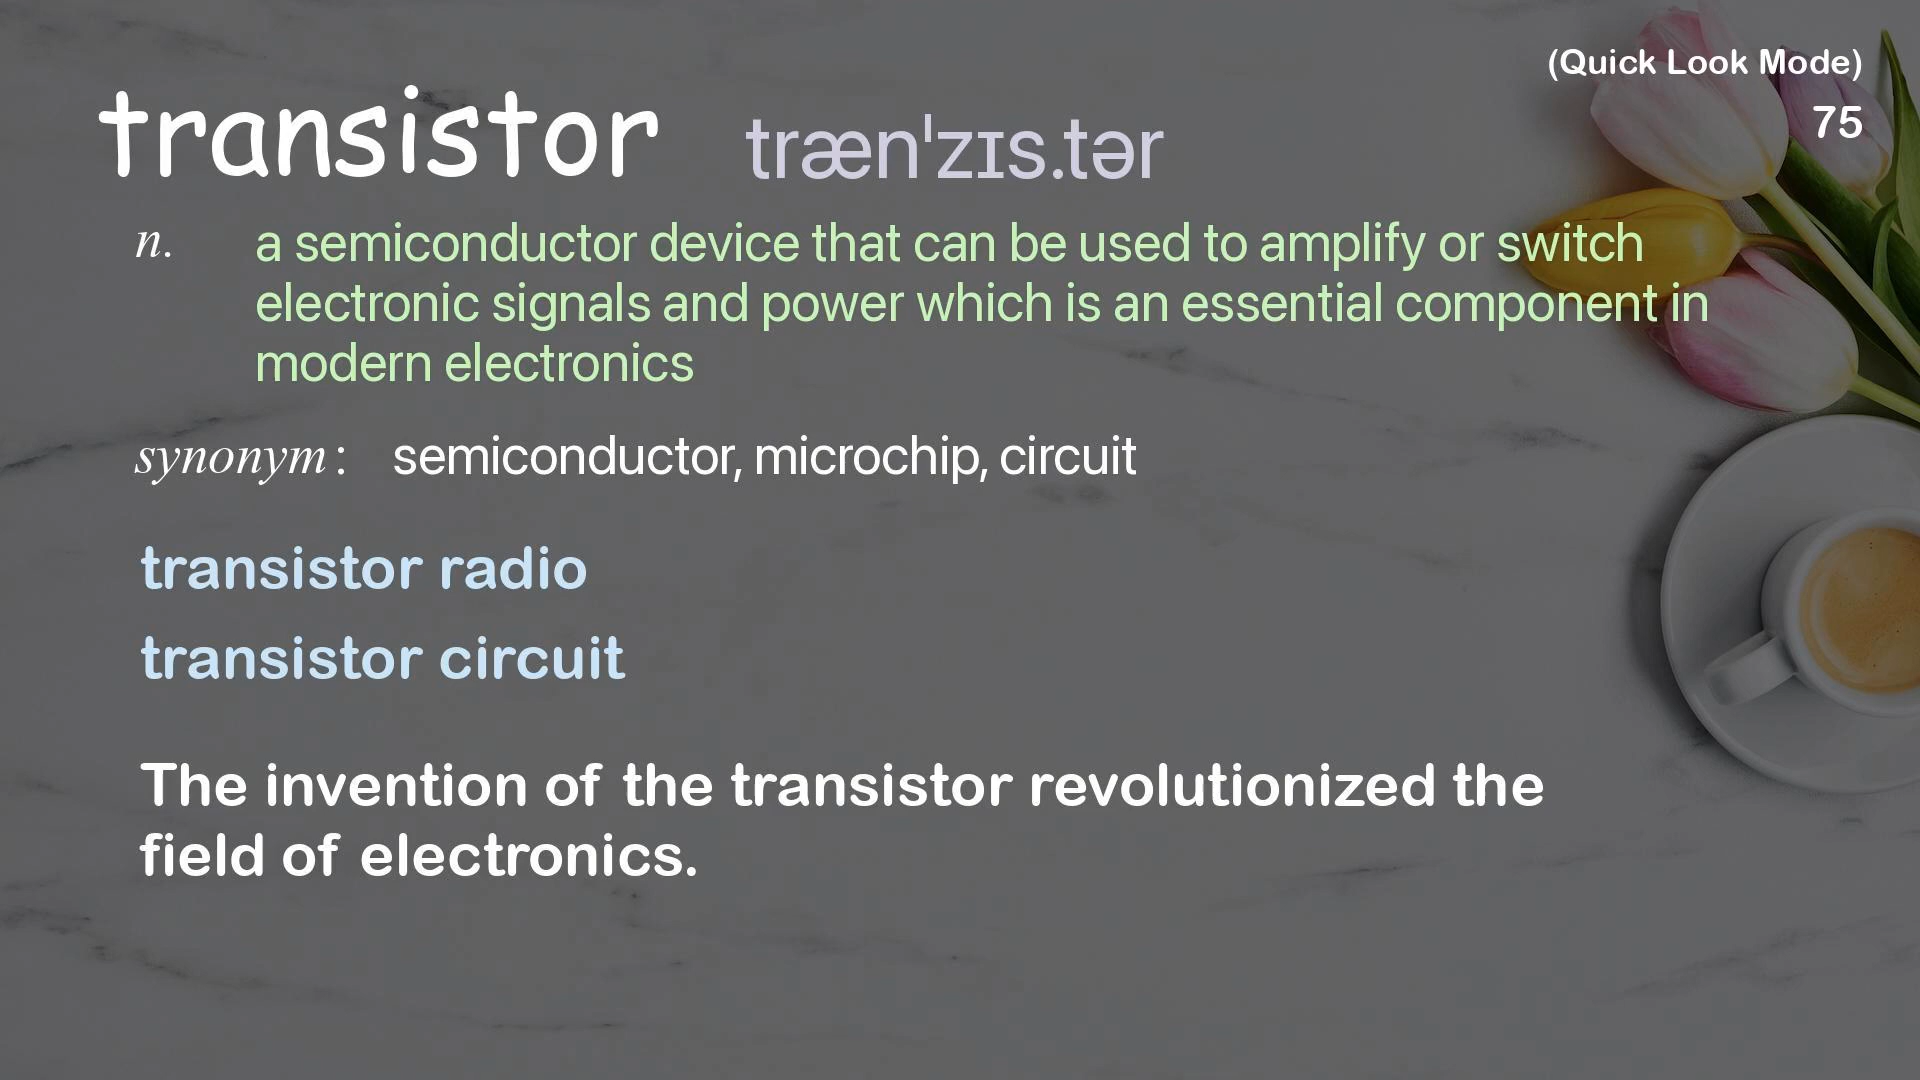 (Quick Look Mode)
75
transistor trænˈzɪs.tər
n. a semiconductor device that can be used to amplify or switch
electronic signals and power which is an essential component in
modern electronics
synonym : semiconductor, microchip, circuit
transistor radio
transistor circuit
The invention of the transistor revolutionized the
field of electronics.